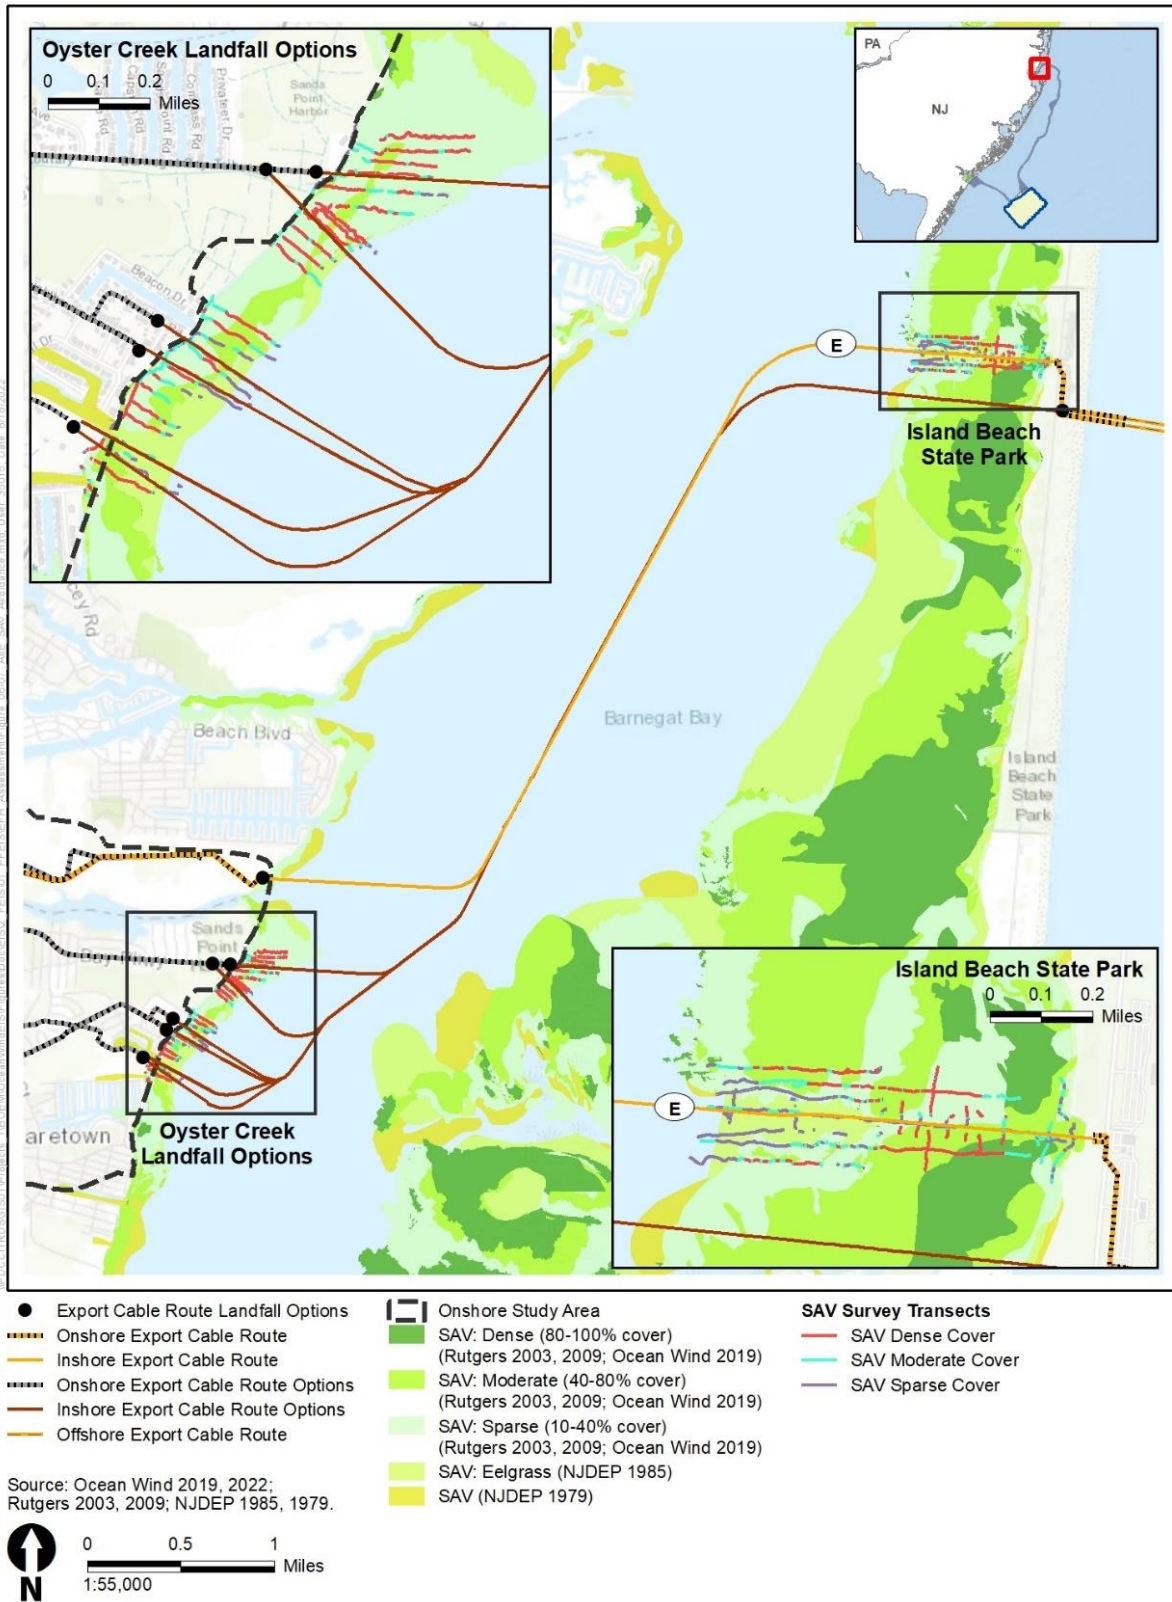 Oyster Creek Landfall Options
0 0.1 0.2
Miles
Privateer Dr
Compass Rd
Sands
Point
Harbor
Ave
Beacon Dr
Dr
PA
NJ
E
Island Beach
State Park
Barnegat Bay
Island
Beach
State
Park
Beach Blvd
Sands
Point
Oyster Creek
Landfall Options
aretown
Island Beach State Park
0 0.1 0.2
Miles
E
Export Cable Route Landfall Options
Onshore Export Cable Route
Inshore Export Cable Route
Onshore Export Cable Route Options
Inshore Export Cable Route Options
Offshore Export Cable Route
Source: Ocean Wind 2019, 2022;
Rutgers 2003, 2009; NJDEP 1985, 1979.
Onshore Study Area
SAV: Dense (80-100% cover)
(Rutgers 2003, 2009; Ocean Wind 2019)
SAV: Moderate (40-80% cover)
(Rutgers 2003, 2009; Ocean Wind 2019)
SAV: Sparse (10-40% cover)
(Rutgers 2003, 2009; Ocean Wind 2019)
SAV: Eelgrass (NJDEP 1985)
SAV (NJDEP 1979)
SAV Survey Transects
SAV Dense Cover
SAV Moderate Cover
SAV Sparse Cover
N
0 0.5 1
Miles
1:55,000